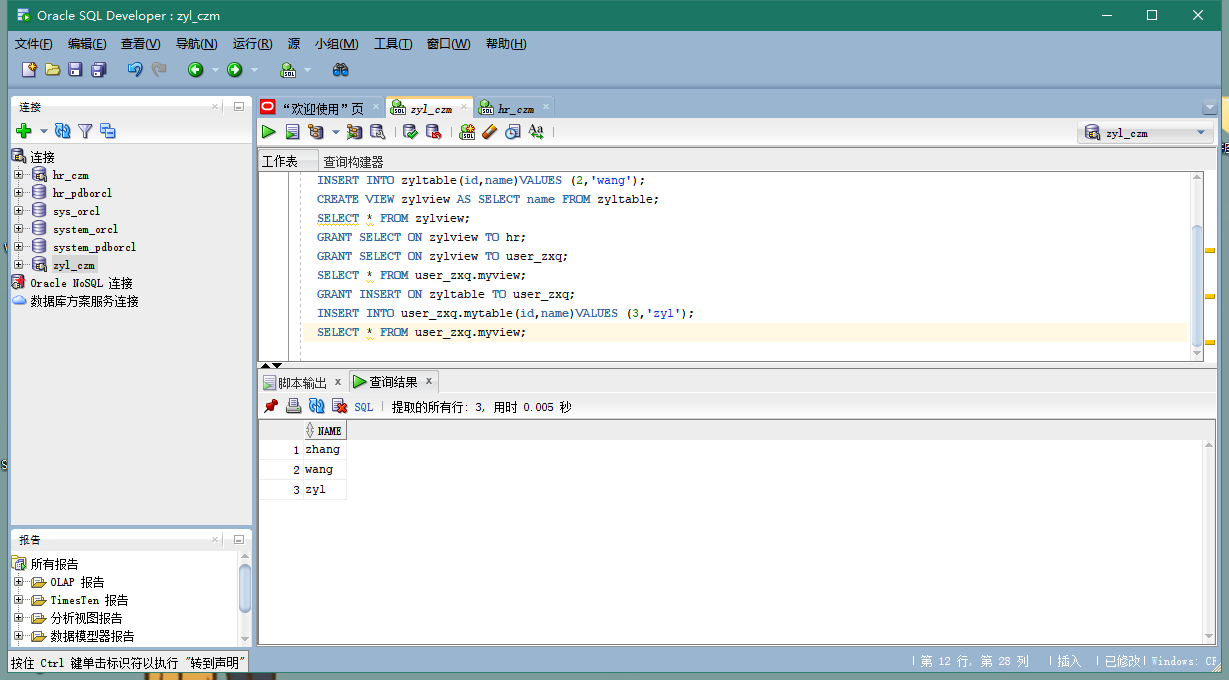 Oracle SQL Developer : zyl_czm
文件(F) 编辑(E) 查看(V) 导航(N) 运行(R) 源 小组(M) 工具(T) 窗口(W) 帮助(H)
连接
连接
hr_czm
hr_pdborcl
sys_orcl
system_orcl
system_pdborcl
zyl_czm
Oracle NoSQL 连接
数据库方案服务连接
报告
所有报告
OLAP 报告
TimesTen 报告
分析视图报告
数据模型器报告
“欢迎使用”页 zyl_czm hr_czm
zyl_czm
工作表 查询构建器
INSERT INTO zyltable(id,name)VALUES (2,'wang');
CREATE VIEW zylview AS SELECT name FROM zyltable;
SELECT * FROM zylview;
GRANT SELECT ON zylview TO hr;
GRANT SELECT ON zylview TO user_zxq;
SELECT * FROM user_zxq.myview;
GRANT INSERT ON zyltable TO user_zxq;
INSERT INTO user_zxq.mytable(id,name)VALUES (3,'zyl');
SELECT * FROM user_zxq.myview;
脚本输出 x 查询结果 x
SQL | 提取的所有行: 3, 用时 0.005 秒
NAME
1 zhang
2 wang
3 zyl
按住 Ctrl 键单击标识符以执行 "转到声明"
第 12 行, 第 28 列 | 插入 | 已修改| Windows: CF